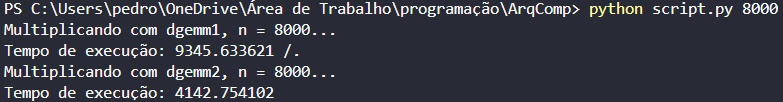 PS C:\Users\pedro\OneDrive\Área de Trabalho\programação\ArqComp> python script.py 8000
Multiplicando com dgemm1, n = 8000...
Tempo de execução: 9345.633621 /.
Multiplicando com dgemm2, n = 8000...
Tempo de execução: 4142.754102